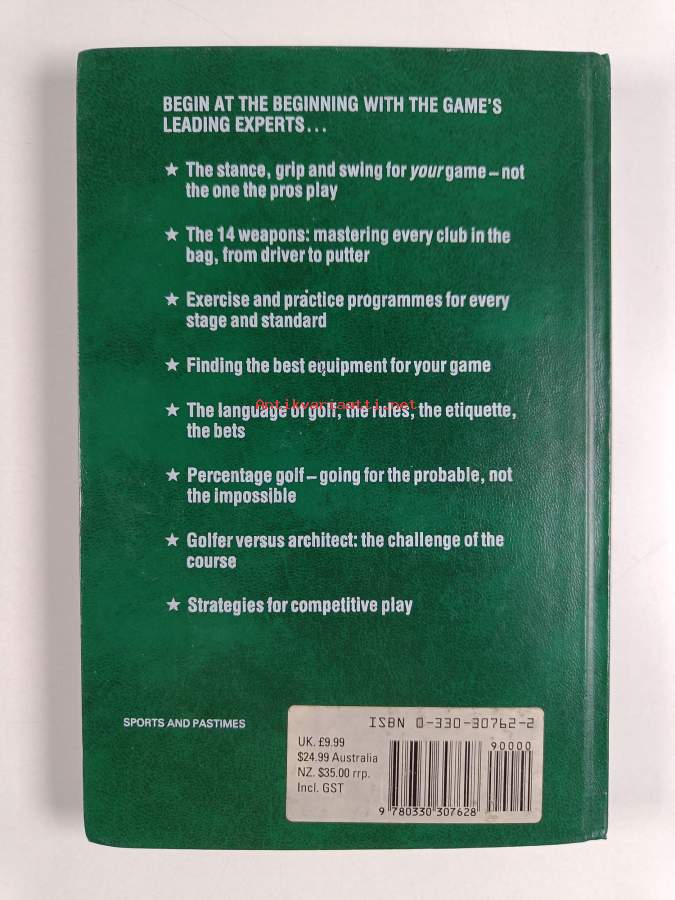 BEGIN AT THE BEGINNING WITH THE GAME'S
LEADING EXPERTS...
★ The stance, grip and swing for your game – not
the one the pros play
★ The 14 weapons: mastering every club in the
bag, from driver to putter
★ Exercise and practice programmes for every
stage and standard
★ Finding the best equipment for your game
★ The language of golf, the rules, the etiquette,
the bets
Antikvariaatti.net
★ Percentage golf – going for the probable, not
the impossible
★ Golfer versus architect: the challenge of the
course
★ Strategies for competitive play
SPORTS AND PASTIMES
ISBN 0-330-30762-2
UK. £9.99
$24.99 Australia
NZ. $35.00 rrp.
Incl. GST
90000
9 780330 307628